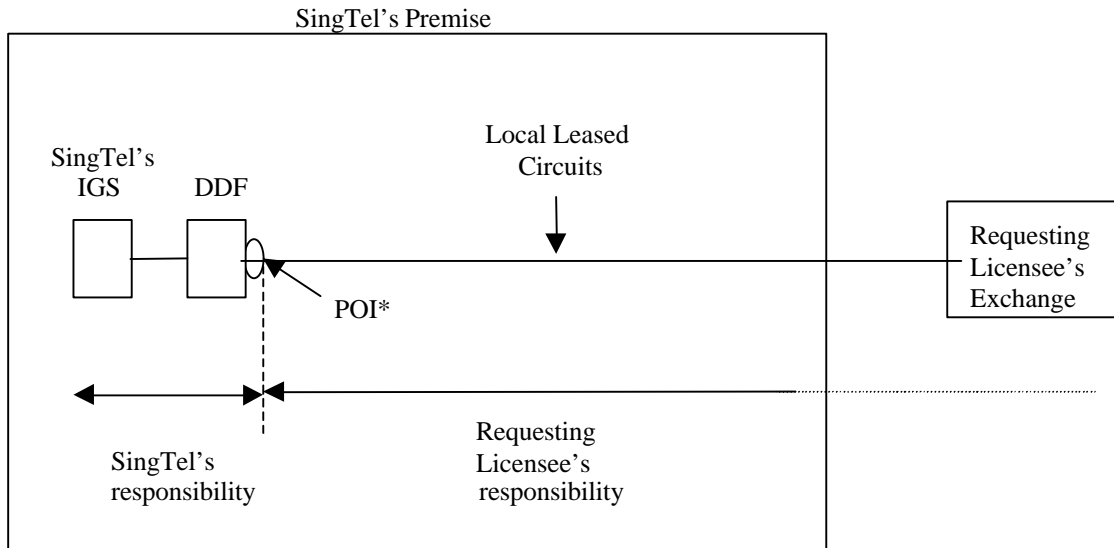 SingTel's Premise
Local Leased
Circuits
SingTel's
IGS
DDF
Requesting
Licensee's
Exchange
POI*
SingTel's
responsibility
Requesting
Licensee's
responsibility